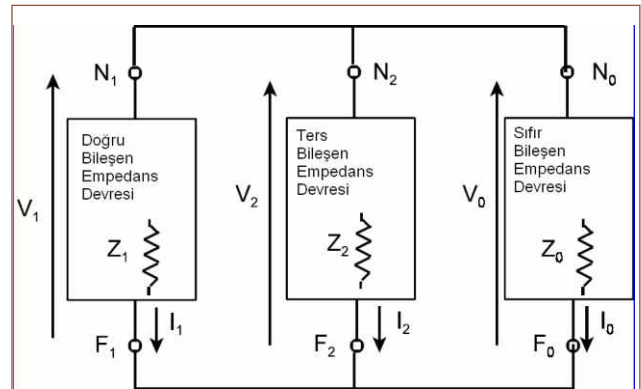 N₁
N₂
N₀
Doğru
Bileşen
Empedans
Devresi
Ters
Bileşen
Empedans
Devresi
Sıfır
Bileşen
Empedans
Devresi
V₁
V₂
V₀
Z₁
Z₂
Z₀
I₁
I₂
I₀
F₁
F₂
F₀